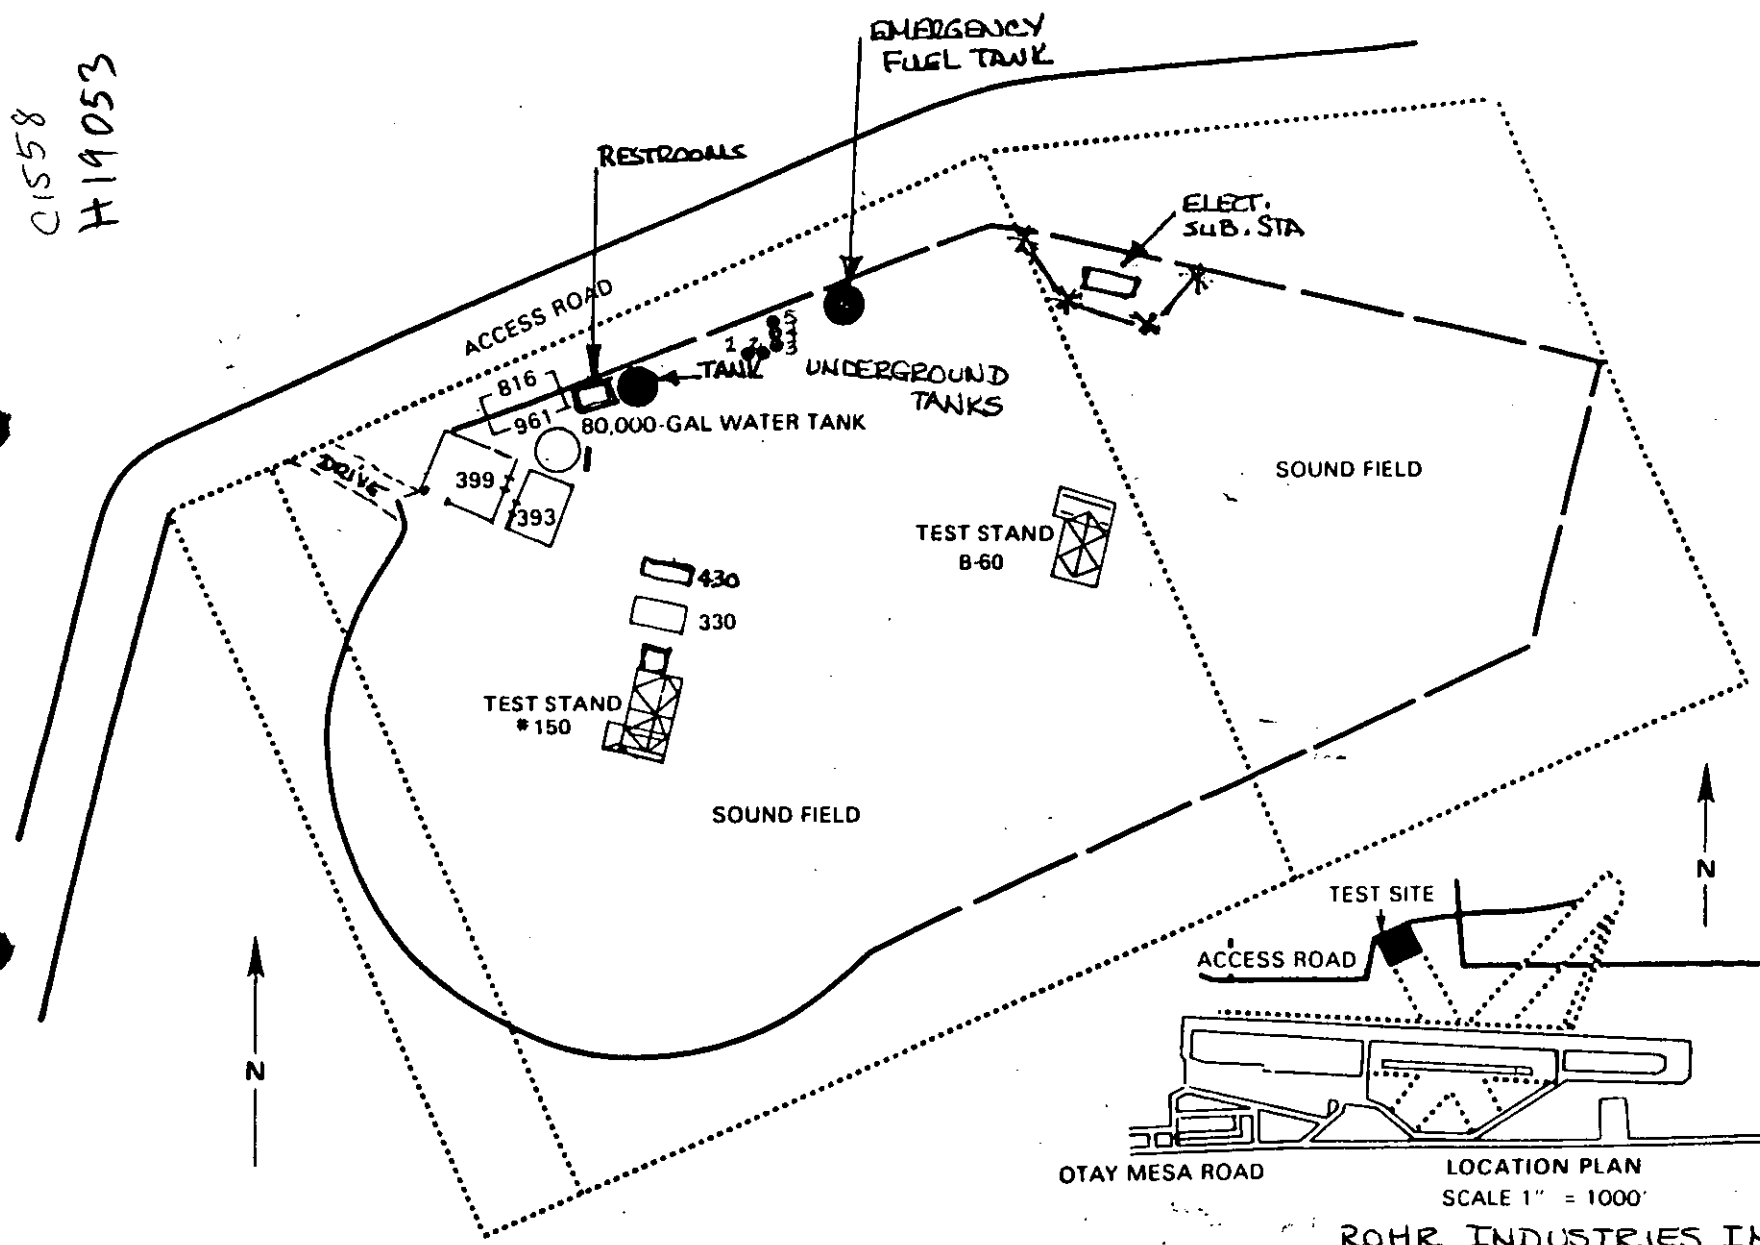 C1558
H19053
EMERGENCY
FUEL TANK
RESTROOMS
ELECT.
SUB. STA
ACCESS ROAD
5
4
1 2 3
TANK
UNDERGROUND
TANKS
816
961
80,000-GAL WATER TANK
DRIVE
399
393
SOUND FIELD
TEST STAND
B-60
430
330
TEST STAND
#150
SOUND FIELD
N
N
TEST SITE
ACCESS ROAD
OTAY MESA ROAD
LOCATION PLAN
SCALE 1" = 1000'
ROHR INDUSTRIES IN